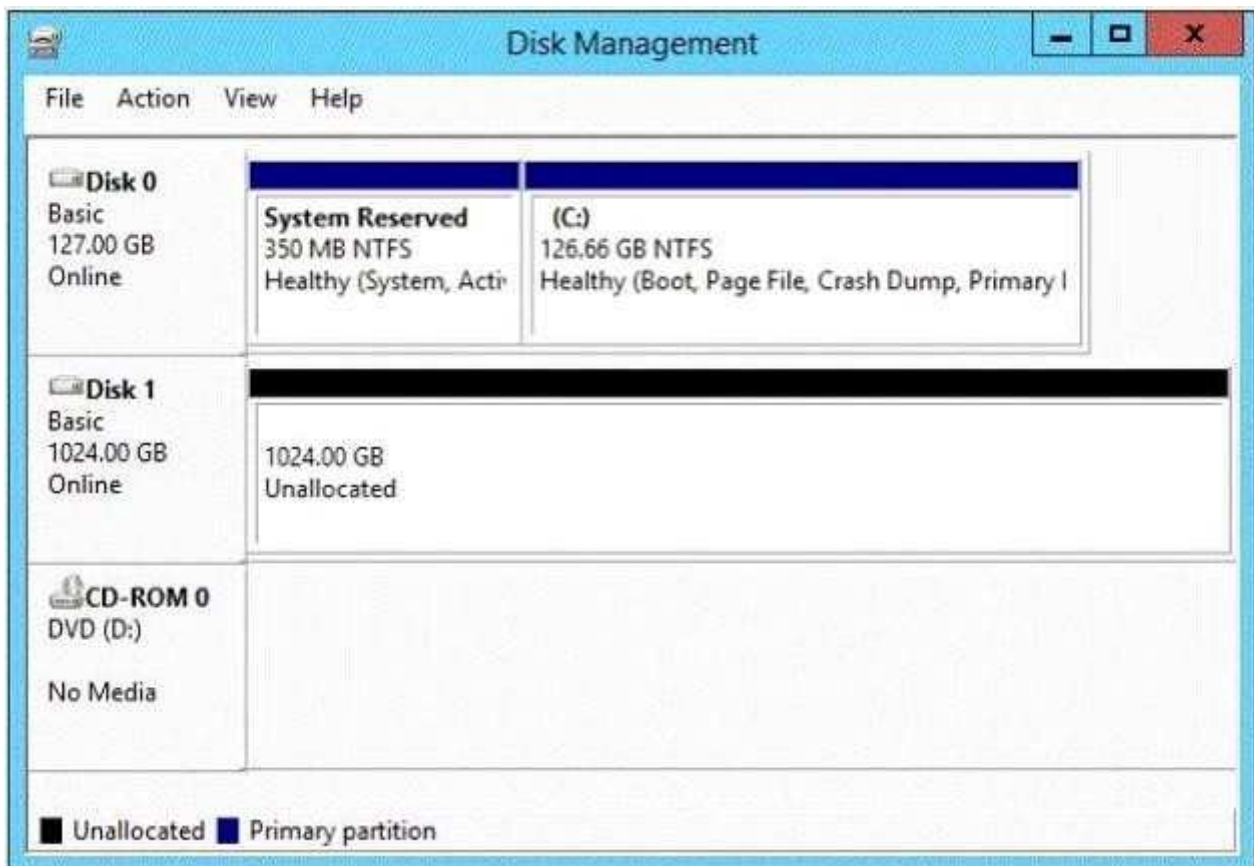 Disk Management
File Action View Help
Disk 0
Basic
127.00 GB
Online
System Reserved
350 MB NTFS
Healthy (System, Acti
(C:)
126.66 GB NTFS
Healthy (Boot, Page File, Crash Dump, Primary
Disk 1
Basic
1024.00 GB
Online
1024.00 GB
Unallocated
CD-ROM 0
DVD (D:)
No Media
Unallocated Primary partition